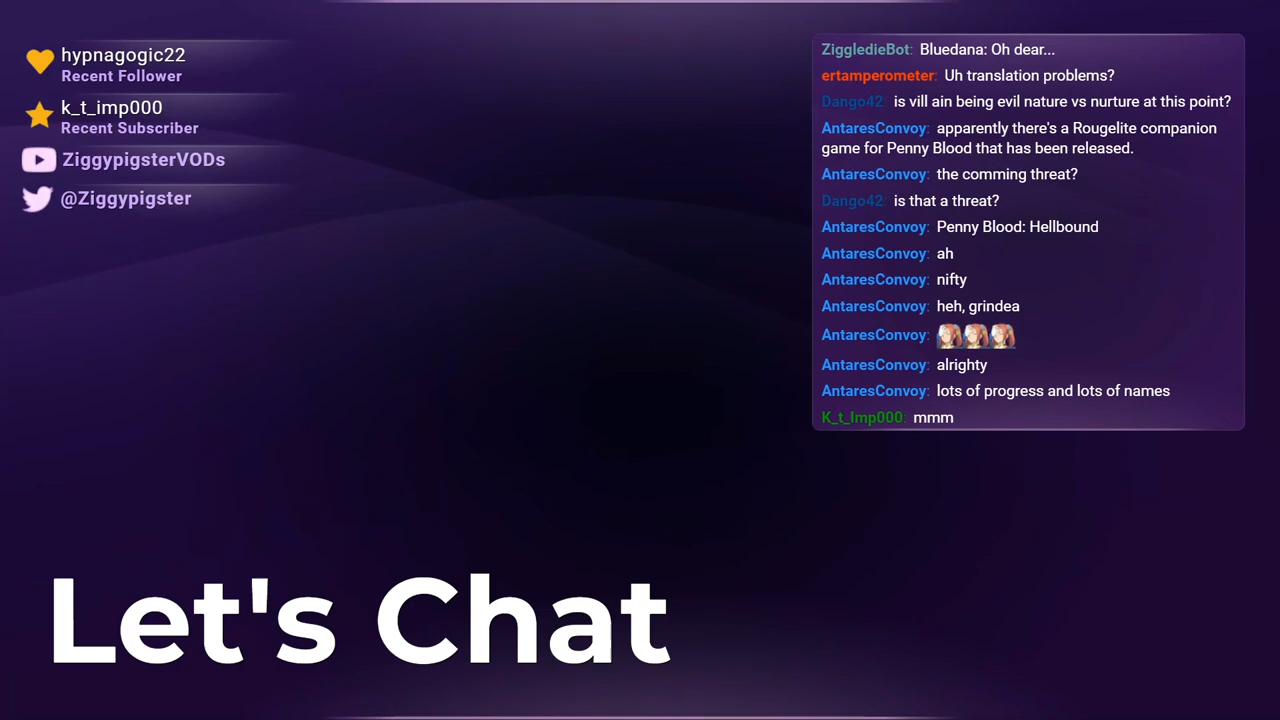 hypnagogic22
Recent Follower
k_t_imp000
Recent Subscriber
ZiggypigsterVODs
@Ziggypigster
ZiggledieBot: Bluedana: Oh dear...
ertamperometer: Uh translation problems?
Dango42: is vill ain being evil nature vs nurture at this point?
AntaresConvoy: apparently there's a Rougelite companion
game for Penny Blood that has been released.
AntaresConvoy: the comming threat?
Dango42: is that a threat?
AntaresConvoy: Penny Blood: Hellbound
AntaresConvoy: ah
AntaresConvoy: nifty
AntaresConvoy: heh, grindea
AntaresConvoy:
AntaresConvoy: alrighty
AntaresConvoy: lots of progress and lots of names
K_t_Imp000: mmm
Let's Chat